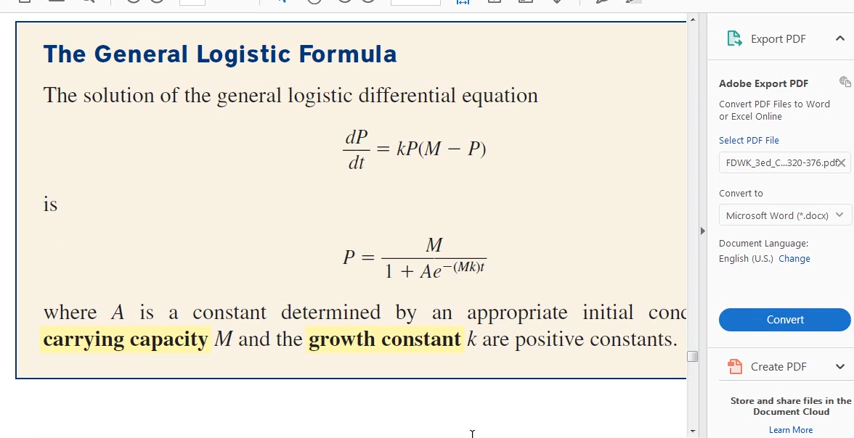 The General Logistic Formula
The solution of the general logistic differential equation
dP/dt = kP(M − P)
is
P = M / (1 + Ae^−(Mk)t)
where A is a constant determined by an appropriate initial cond
carrying capacity M and the growth constant k are positive constants.
Export PDF
Adobe Export PDF
Convert PDF Files to Word
or Excel Online
Select PDF File
FDWK_3ed_C...320-376.pdf
Convert to
Microsoft Word (*.docx)
Document Language:
English (U.S.) Change
Convert
Create PDF
Store and share files in the
Document Cloud
Learn More